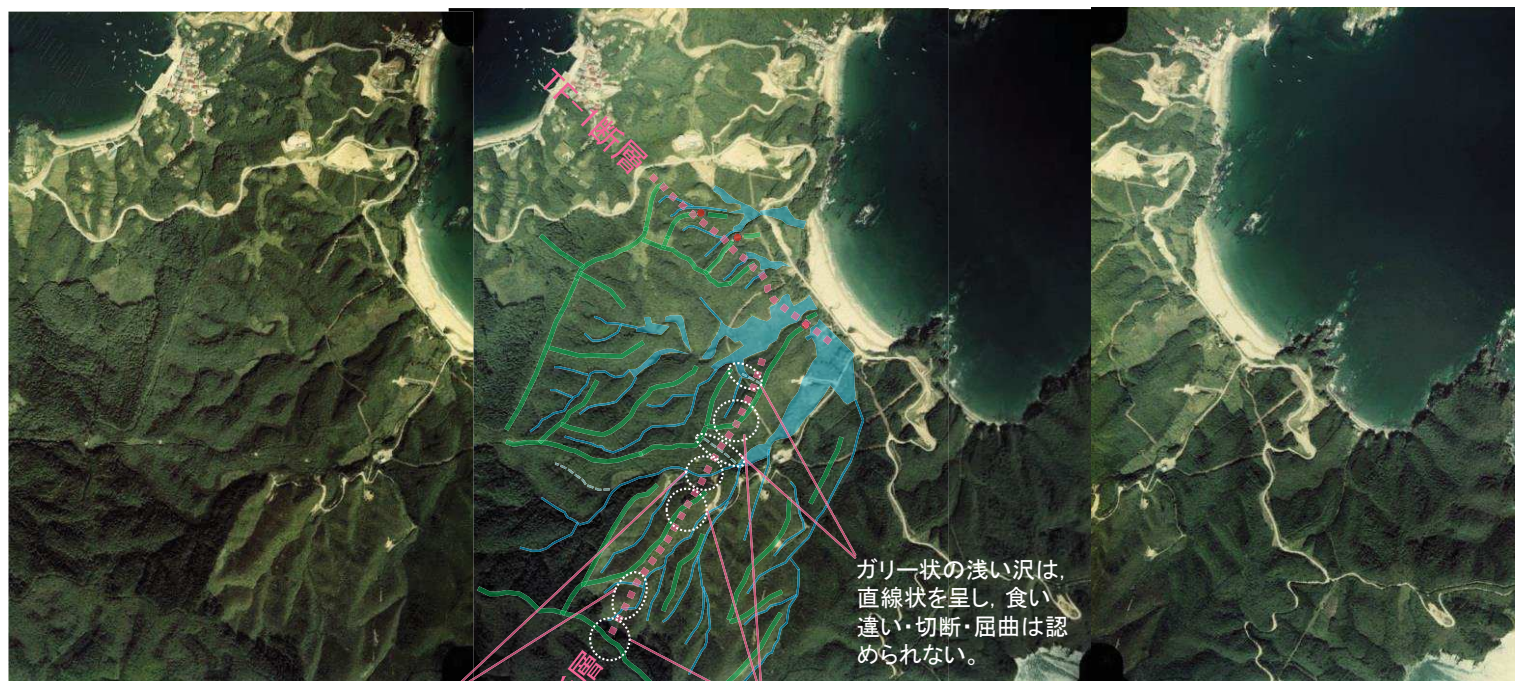 TF-1断層
ガリー状の浅い沢は,
直線状を呈し, 食い
違い・切断・屈曲は認
められない。
層